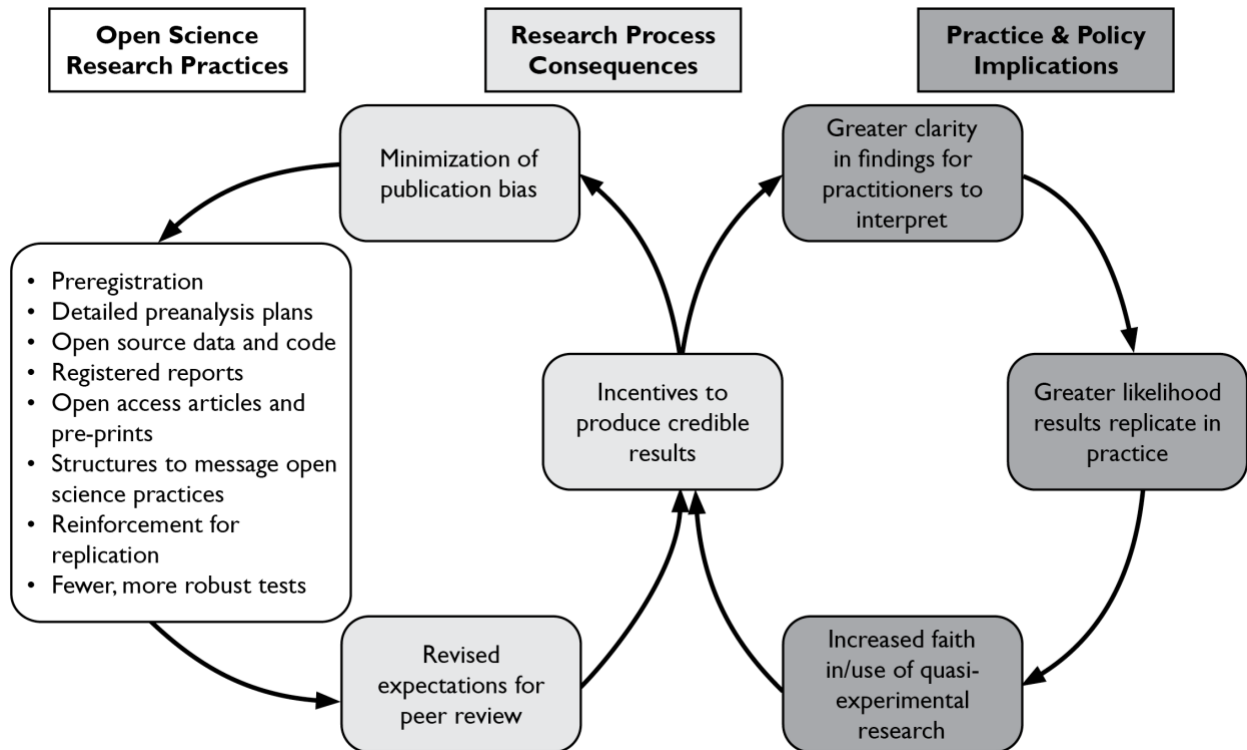 Open Science
Research Practices
Research Process
Consequences
Practice & Policy
Implications
Minimization of
publication bias
Greater clarity
in findings for
practitioners to
interpret
• Preregistration
• Detailed preanalysis plans
• Open source data and code
• Registered reports
• Open access articles and
pre-prints
• Structures to message open
science practices
• Reinforcement for
replication
• Fewer, more robust tests
Incentives to
produce credible
results
Greater likelihood
results replicate in
practice
Revised
expectations for
peer review
Increased faith
in/use of quasi-
experimental
research